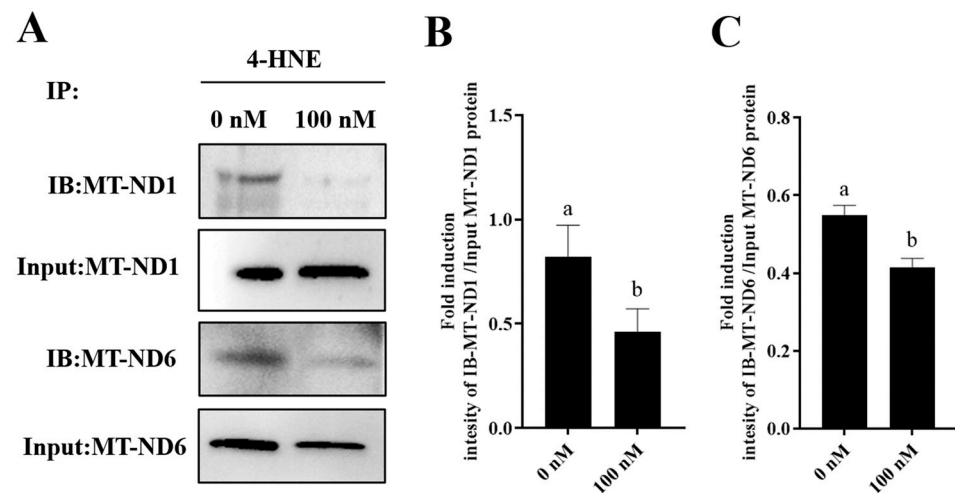 A
4-HNE
IP:
0 nM 100 nM
IB:MT-ND1
Input:MT-ND1
IB:MT-ND6
Input:MT-ND6
B
Fold induction
intesity of IB-MT-ND1 /Input MT-ND1 protein
1.5
1.0
0.5
0.0
a
b
0 nM
100 nM
C
Fold induction
intesity of IB-MT-ND6 /Input MT-ND6 protein
0.8
0.6
0.4
0.2
0.0
a
b
0 nM
100 nM